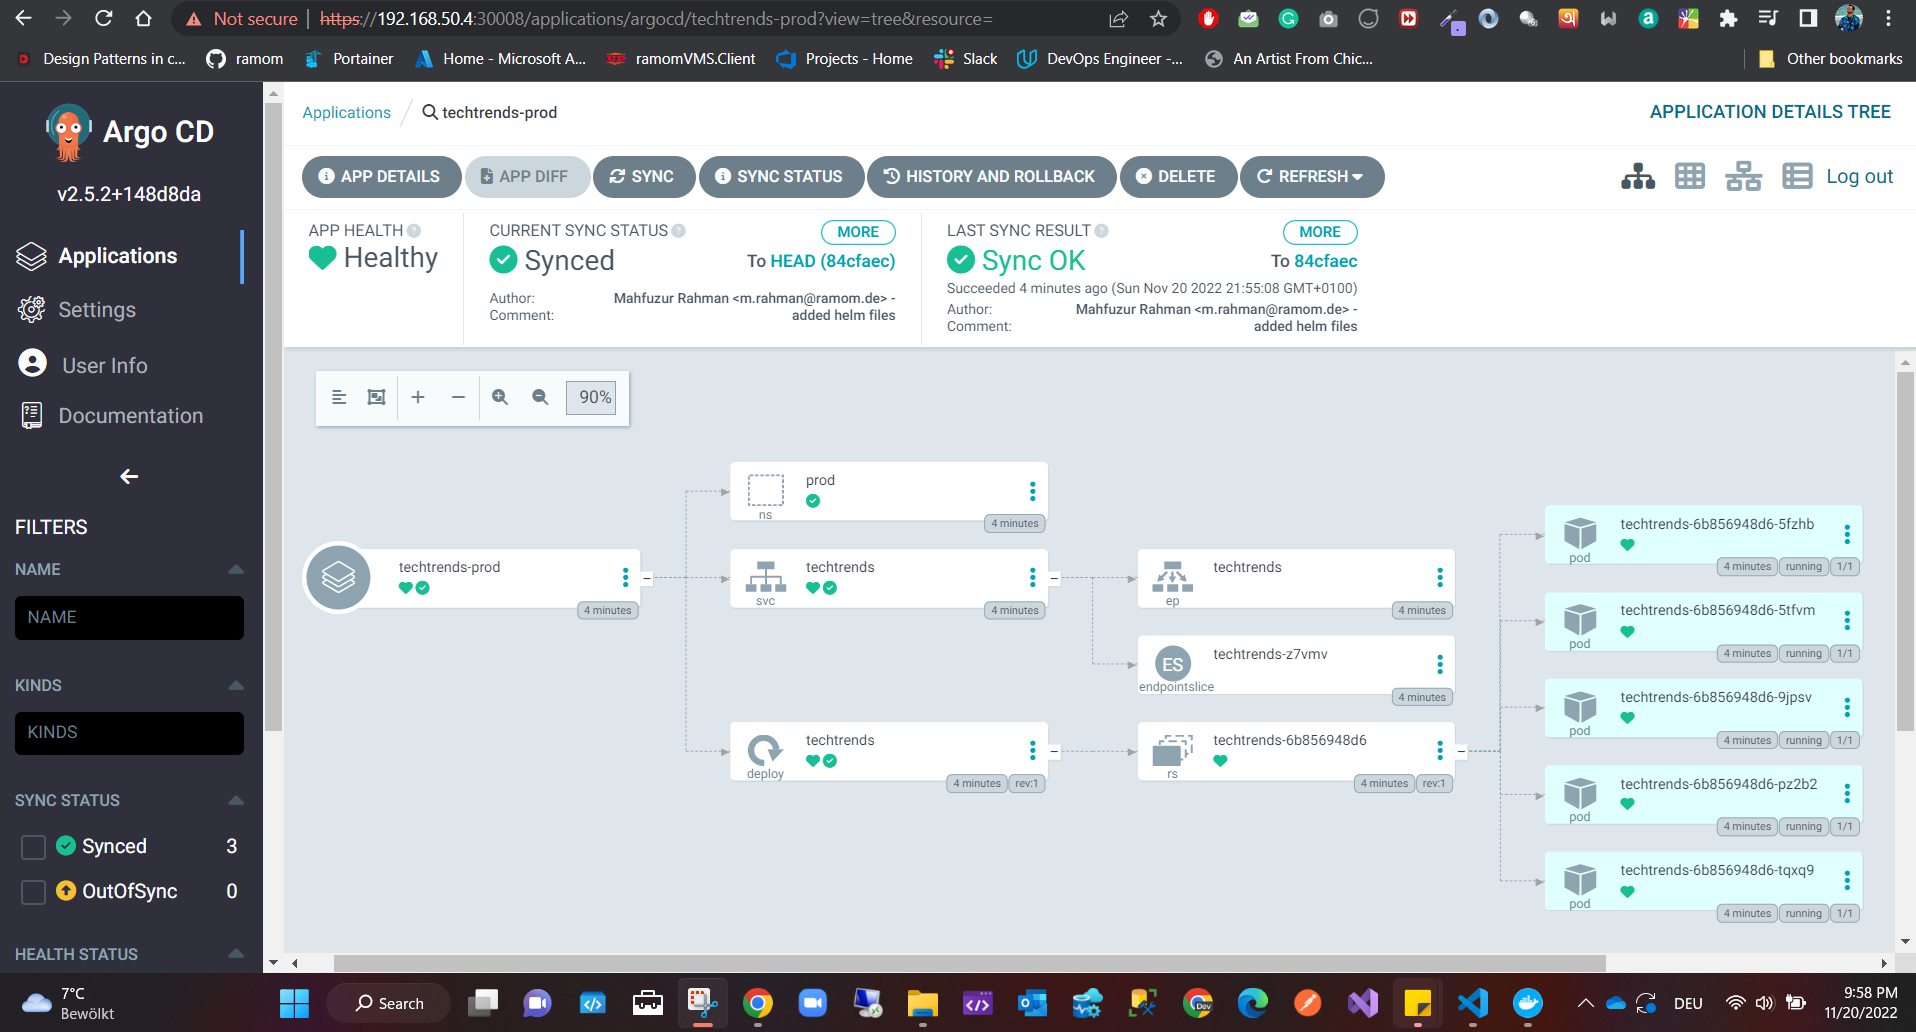 Not secure | https://192.168.50.4:30008/applications/argocd/techtrends-prod?view=tree&resource=
Design Patterns in c...
ramom
Portainer
Home - Microsoft A...
ramomVMS.Client
Projects - Home
Slack
DevOps Engineer -...
An Artist From Chic...
Other bookmarks
Argo CD
v2.5.2+148d8da
Applications
Settings
User Info
Documentation
FILTERS
NAME
NAME
KINDS
KINDS
SYNC STATUS
Synced 3
OutOfSync 0
HEALTH STATUS
Applications / techtrends-prod
APPLICATION DETAILS TREE
APP DETAILS
APP DIFF
SYNC
SYNC STATUS
HISTORY AND ROLLBACK
DELETE
REFRESH
Log out
APP HEALTH
Healthy
CURRENT SYNC STATUS
MORE
Synced
To HEAD (84cfaec)
Author: Mahfuzur Rahman <m.rahman@ramom.de> -
Comment: added helm files
LAST SYNC RESULT
MORE
Sync OK
To 84cfaec
Succeeded 4 minutes ago (Sun Nov 20 2022 21:55:08 GMT+0100)
Author: Mahfuzur Rahman <m.rahman@ramom.de> -
Comment: added helm files
90%
techtrends-prod
4 minutes
prod
ns
4 minutes
techtrends
svc
4 minutes
techtrends
deploy
4 minutes rev:1
techtrends
ep
4 minutes
ES
techtrends-z7vmv
endpointslice
4 minutes
techtrends-6b856948d6
rs
4 minutes rev:1
techtrends-6b856948d6-5fzhb
pod
4 minutes running 1/1
techtrends-6b856948d6-5tfvm
pod
4 minutes running 1/1
techtrends-6b856948d6-9jpsv
pod
4 minutes running 1/1
techtrends-6b856948d6-pz2b2
pod
4 minutes running 1/1
techtrends-6b856948d6-tqxq9
pod
4 minutes running 1/1
7°C
Bewölkt
Search
DEU
9:58 PM
11/20/2022